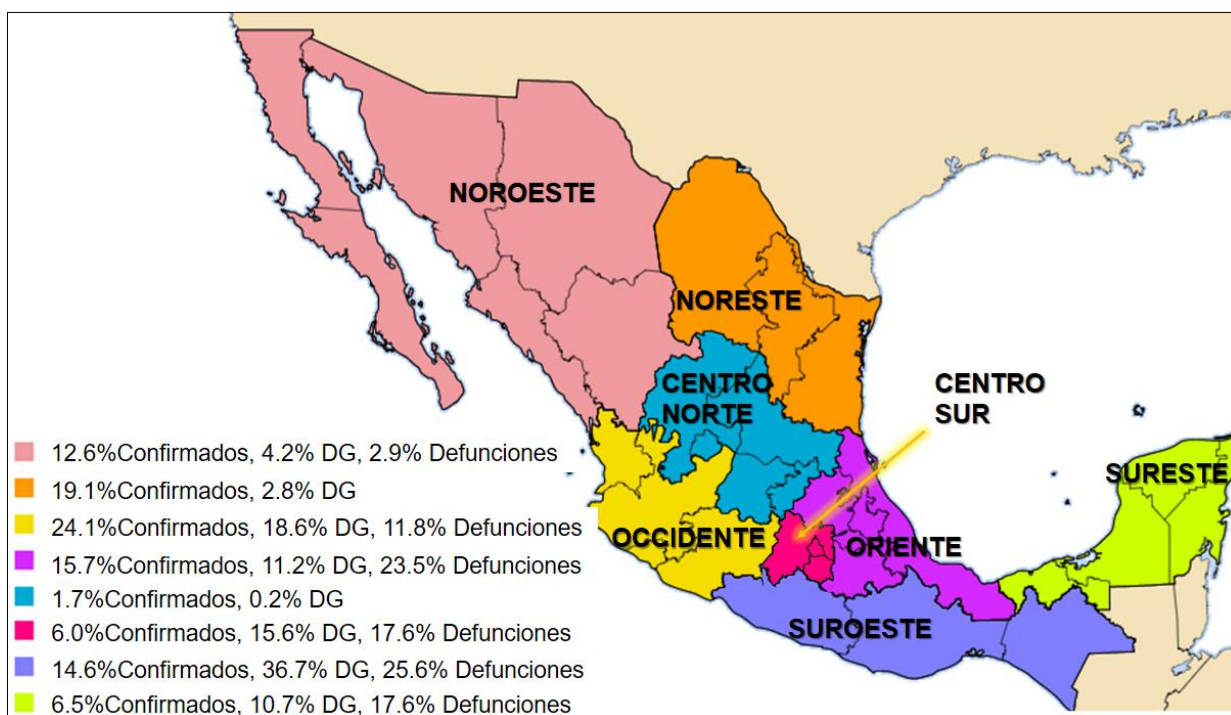 NOROESTE
NORESTE
CENTRO
NORTE
CENTRO
SUR
SURESTE
OCCIDENTE
ORIENTE
SUROESTE
12.6%Confirmados, 4.2% DG, 2.9% Defunciones
19.1%Confirmados, 2.8% DG
24.1%Confirmados, 18.6% DG, 11.8% Defunciones
15.7%Confirmados, 11.2% DG, 23.5% Defunciones
1.7%Confirmados, 0.2% DG
6.0%Confirmados, 15.6% DG, 17.6% Defunciones
14.6%Confirmados, 36.7% DG, 25.6% Defunciones
6.5%Confirmados, 10.7% DG, 17.6% Defunciones